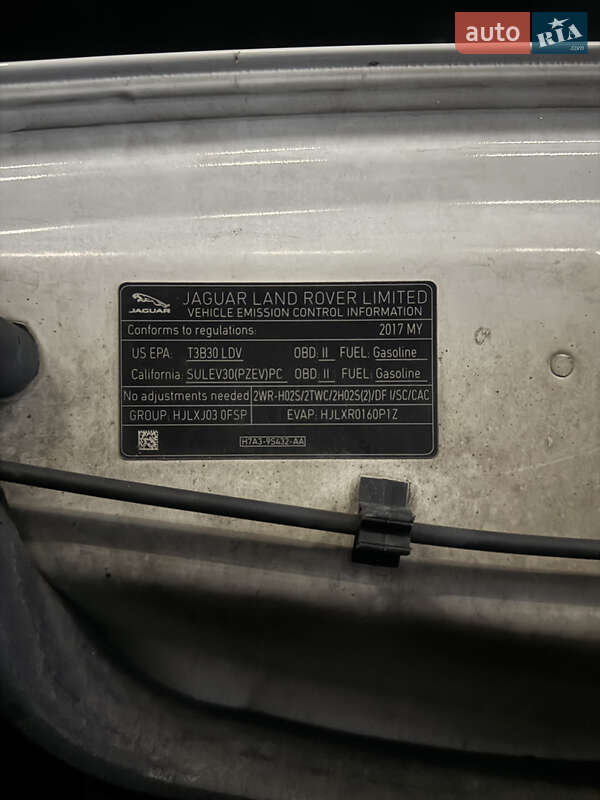 auto RIA
.com
JAGUAR LAND ROVER LIMITED
JAGUAR VEHICLE EMISSION CONTROL INFORMATION
Conforms to regulations: 2017 MY
US EPA: T3B30 LDV OBD: II FUEL: Gasoline
California: SULEV30(PZEV)PC OBD: II FUEL: Gasoline
No adjustments needed 2WR-HO2S/2TWC/2HO2S(2)/DF I/SC/CAC
GROUP: HJLXJ03 0FSP EVAP: HJLXR0160P1Z
H7A3-9S432-AA